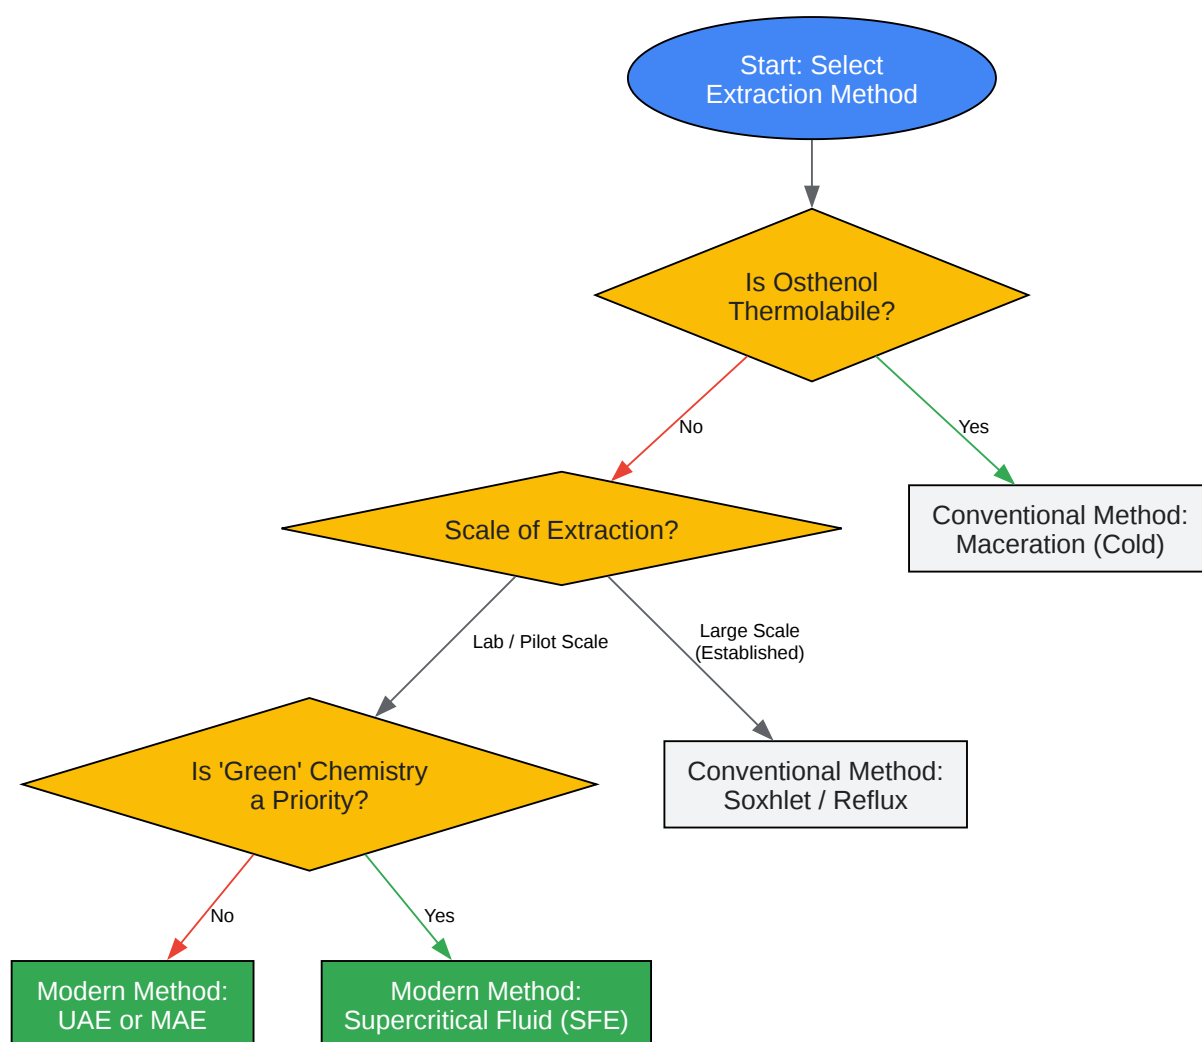 Start: Select
Extraction Method
Is Osthenol
Thermolabile?
No
Yes
Scale of Extraction?
Conventional Method:
Maceration (Cold)
Lab / Pilot Scale
Large Scale
(Established)
Is 'Green' Chemistry
a Priority?
Conventional Method:
Soxhlet / Reflux
No
Yes
Modern Method:
UAE or MAE
Modern Method:
Supercritical Fluid (SFE)